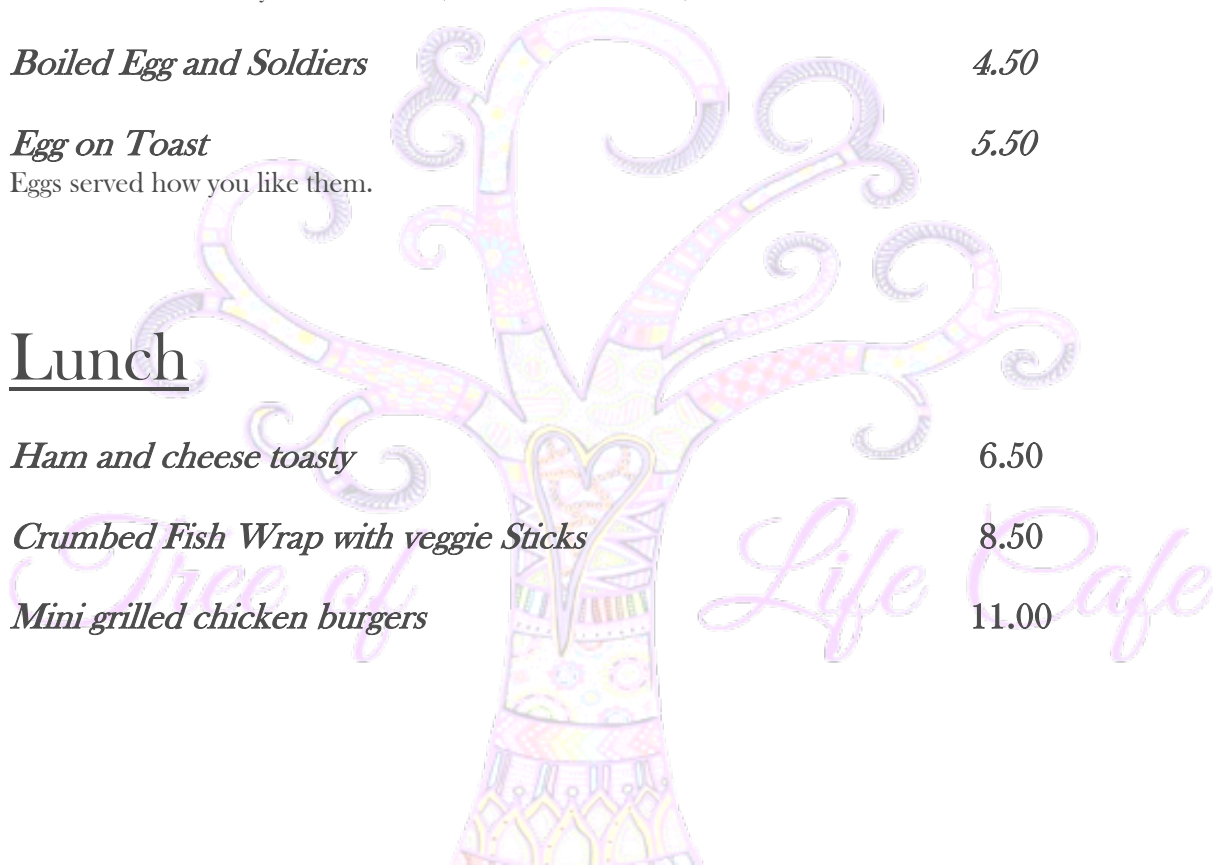 Boiled Egg and Soldiers 4.50
Egg on Toast 5.50
Eggs served how you like them.
Lunch
Ham and cheese toasty 6.50
Crumbed Fish Wrap with veggie Sticks 8.50
Tree of Life Cafe
Mini grilled chicken burgers 11.00